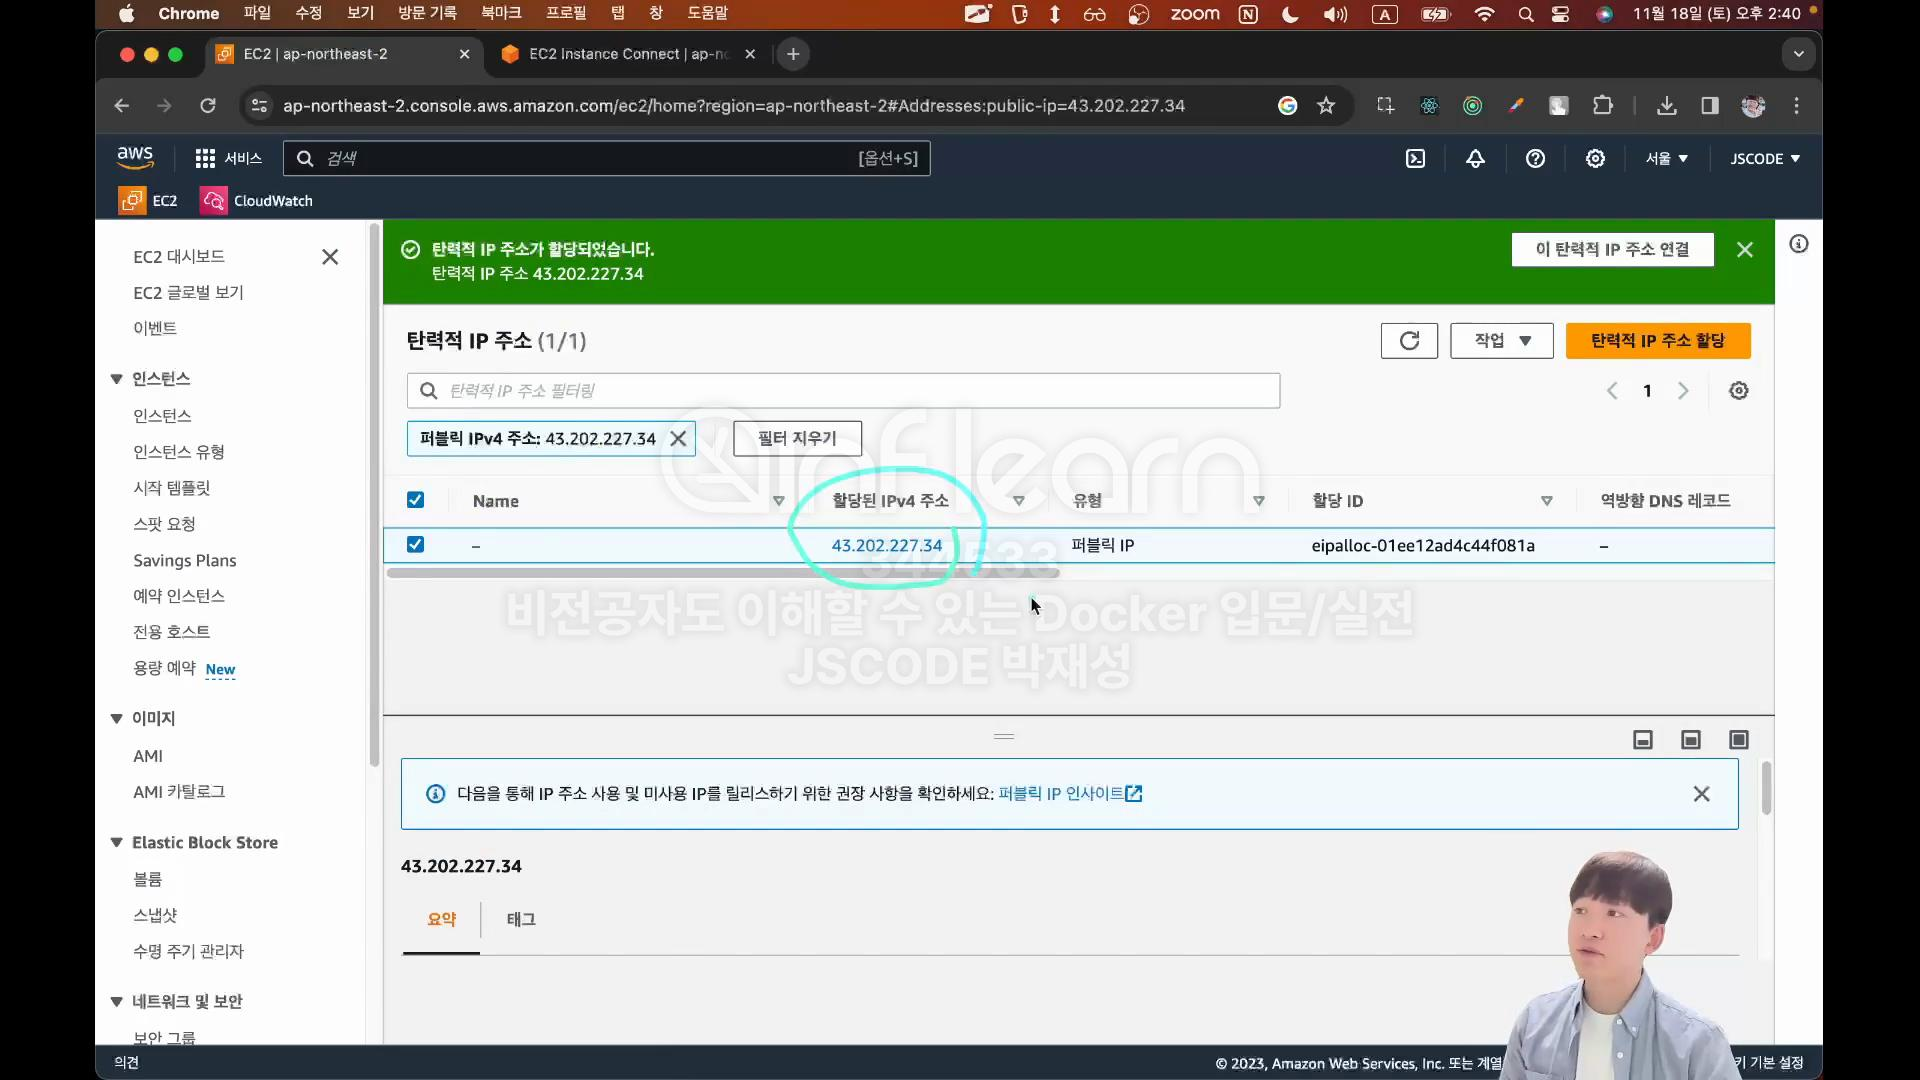 Chrome 파일 수정 보기 방문 기록 북마크 프로필 탭 창 도움말 zoom A 11월 18일 (토) 오후 2:40
EC2 | ap-northeast-2 EC2 Instance Connect | ap-no
ap-northeast-2.console.aws.amazon.com/ec2/home?region=ap-northeast-2#Addresses:public-ip=43.202.227.34
aws 서비스 검색 [옵션+S] 서울 JSCODE
EC2 CloudWatch
EC2 대시보드
EC2 글로벌 보기
이벤트
인스턴스
인스턴스
인스턴스 유형
시작 템플릿
스팟 요청
Savings Plans
예약 인스턴스
전용 호스트
용량 예약 New
이미지
AMI
AMI 카탈로그
Elastic Block Store
볼륨
스냅샷
수명 주기 관리자
네트워크 및 보안
보안 그룹
탄력적 IP 주소가 할당되었습니다.
탄력적 IP 주소 43.202.227.34
이 탄력적 IP 주소 연결
탄력적 IP 주소 (1/1)
작업
탄력적 IP 주소 할당
탄력적 IP 주소 필터링
1
퍼블릭 IPv4 주소: 43.202.227.34
필터 지우기
Name 할당된 IPv4 주소 유형 할당 ID 역방향 DNS 레코드
– 43.202.227.34 퍼블릭 IP eipalloc-01ee12ad4c44f081a –
inflearn
344533
비전공자도 이해할 수 있는 Docker 입문/실전
JSCODE 박재성
다음을 통해 IP 주소 사용 및 미사용 IP를 릴리스하기 위한 권장 사항을 확인하세요: 퍼블릭 IP 인사이트
43.202.227.34
요약 태그
의견 © 2023, Amazon Web Services, Inc. 또는 계열 키 기본 설정